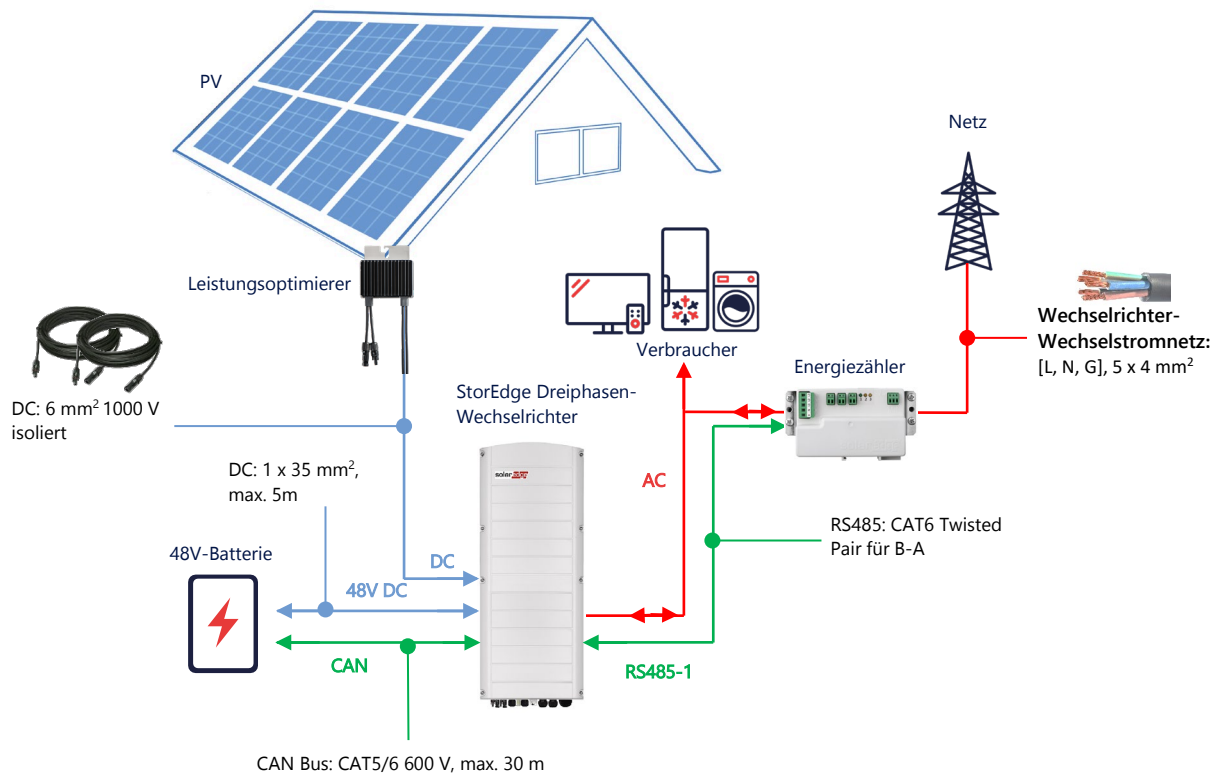 PV
Netz
Leistungsoptimierer
Wechselrichter-
Wechselstromnetz:
[L, N, G], 5 x 4 mm²
Verbraucher
Energiezähler
DC: 6 mm² 1000 V
isoliert
StorEdge Dreiphasen-
Wechselrichter
DC: 1 x 35 mm²,
max. 5m
solaredge
AC
RS485: CAT6 Twisted
Pair für B-A
48V-Batterie
DC
48V DC
CAN
RS485-1
CAN Bus: CAT5/6 600 V, max. 30 m